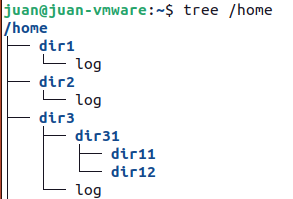 juan@juan-vmware:~$ tree /home
/home
├── dir1
│   └── log
├── dir2
│   └── log
├── dir3
│   ├── dir31
│   │   ├── dir11
│   │   └── dir12
│   └── log